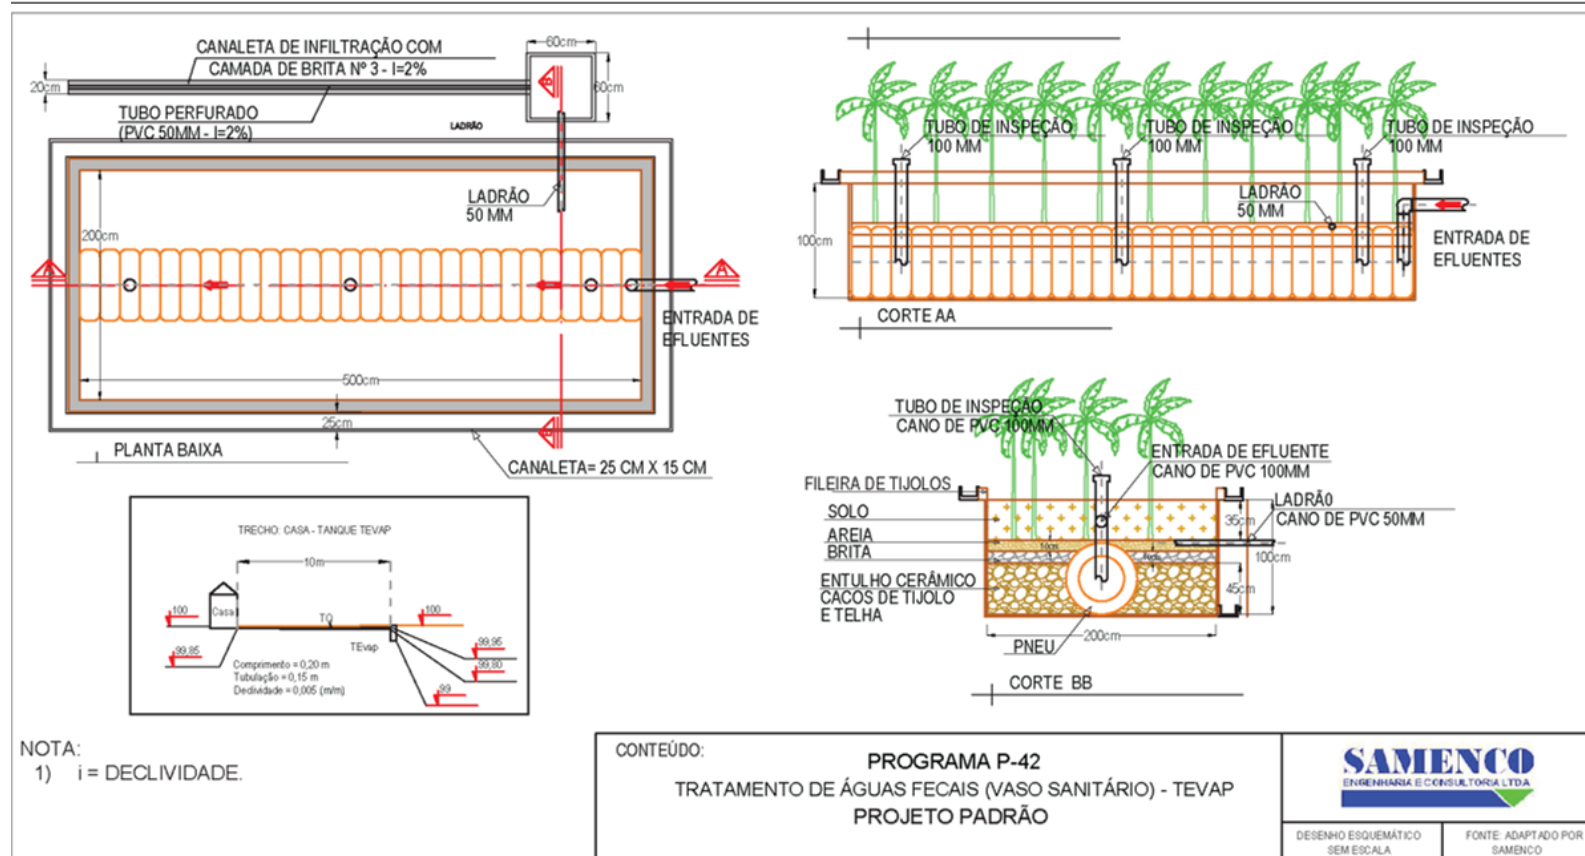 CANALETA DE INFILTRAÇÃO COM
CAMADA DE BRITA Nº 3 - I=2%
60cm
60cm
20cm
TUBO PERFURADO
(PVC 50MM - I=2%)
LADRÃO
B
LADRÃO
50 MM
200cm
A
A
ENTRADA DE
EFLUENTES
500cm
25cm
B
PLANTA BAIXA
CANALETA= 25 CM X 15 CM
TUBO DE INSPEÇÃO
100 MM
TUBO DE INSPEÇÃO
100 MM
TUBO DE INSPEÇÃO
100 MM
LADRÃO
50 MM
100cm
ENTRADA DE
EFLUENTES
CORTE AA
TUBO DE INSPEÇÃO
CANO DE PVC 100MM
ENTRADA DE EFLUENTE
CANO DE PVC 100MM
FILEIRA DE TIJOLOS
LADRÃO
CANO DE PVC 50MM
SOLO
35cm
AREIA
BRITA
10cm
100cm
ENTULHO CERÂMICO
CACOS DE TIJOLO
E TELHA
45cm
PNEU
200cm
CORTE BB
TRECHO: CASA - TANQUE TEVAP
10m
100
Casa
TQ
100
99,85
TEvap
99,95
99,80
99
Comprimento = 0,20 m
Tubulação = 0,15 m
Declividade = 0,005 (m/m)
NOTA:
1) i = DECLIVIDADE.
CONTEÚDO:
PROGRAMA P-42
TRATAMENTO DE ÁGUAS FECAIS (VASO SANITÁRIO) - TEVAP
PROJETO PADRÃO
SAMENCO
ENGENHARIA E CONSULTORIA LTDA
DESENHO ESQUEMÁTICO
SEM ESCALA
FONTE: ADAPTADO POR
SAMENCO